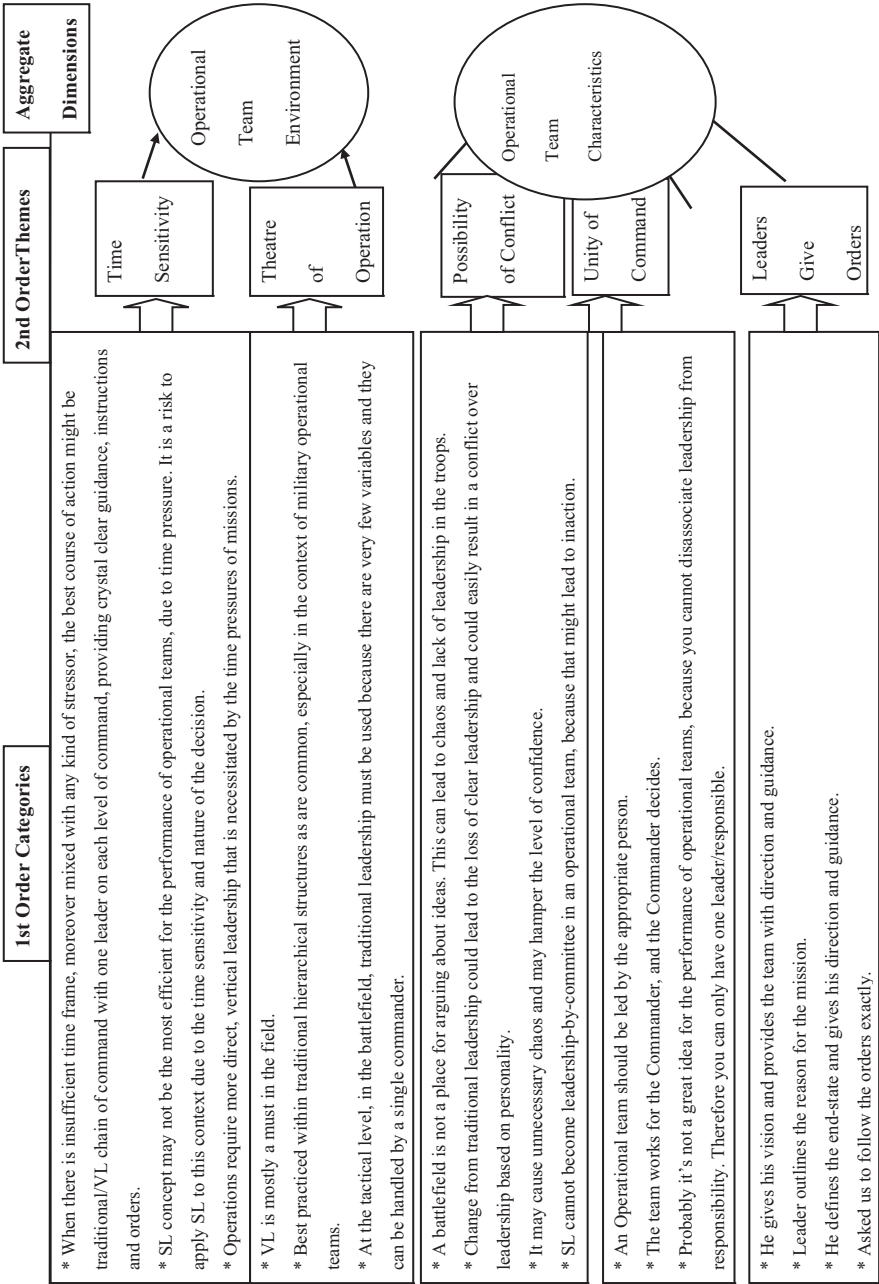 1st Order Categories
2nd OrderThemes
Aggregate
Dimensions
* When there is insufficient time frame, moreover mixed with any kind of stressor, the best course of action might be
traditional/VL chain of command with one leader on each level of command, providing crystal clear guidance, instructions
and orders.
* SL concept may not be the most efficient for the performance of operational teams, due to time pressure. It is a risk to
apply SL to this context due to the time sensitivity and nature of the decision.
*Operations require more direct, vertical leadership that is necessitated by the time pressures of missions.
Time
Sensitivity
* VL is mostly a must in the field.
* Best practiced within traditional hierarchical structures as are common, especially in the context of military operational
teams.
* At the tactical level, in the battlefield, traditional leadership must be used because there are very few variables and they
can be handled by a single commander.
Theatre
of
Operation
Operational
Team
Environment
* A battlefield is not a place for arguing about ideas. This can lead to chaos and lack of leadership in the troops.
* Change from traditional leadership could lead to the loss of clear leadership and could easily result in a conflict over
leadership based on personality.
* It may cause unnecessary chaos and may hamper the level of confidence.
* SL cannot become leadership-by-committee in an operational team, because that might lead to inaction.
Possibility
of Conflict
* An Operational team should be led by the appropriate person.
* The team works for the Commander, and the Commander decides.
* Probably it's not a great idea for the performance of operational teams, because you cannot disassociate leadership from
responsibility. Therefore you can only have one leader/responsible.
Unity of
Command
Operational
Team
Characteristics
* He gives his vision and provides the team with direction and guidance.
* Leader outlines the reason for the mission.
* He defines the end-state and gives his direction and guidance.
* Asked us to follow the orders exactly.
Leaders
Give
Orders